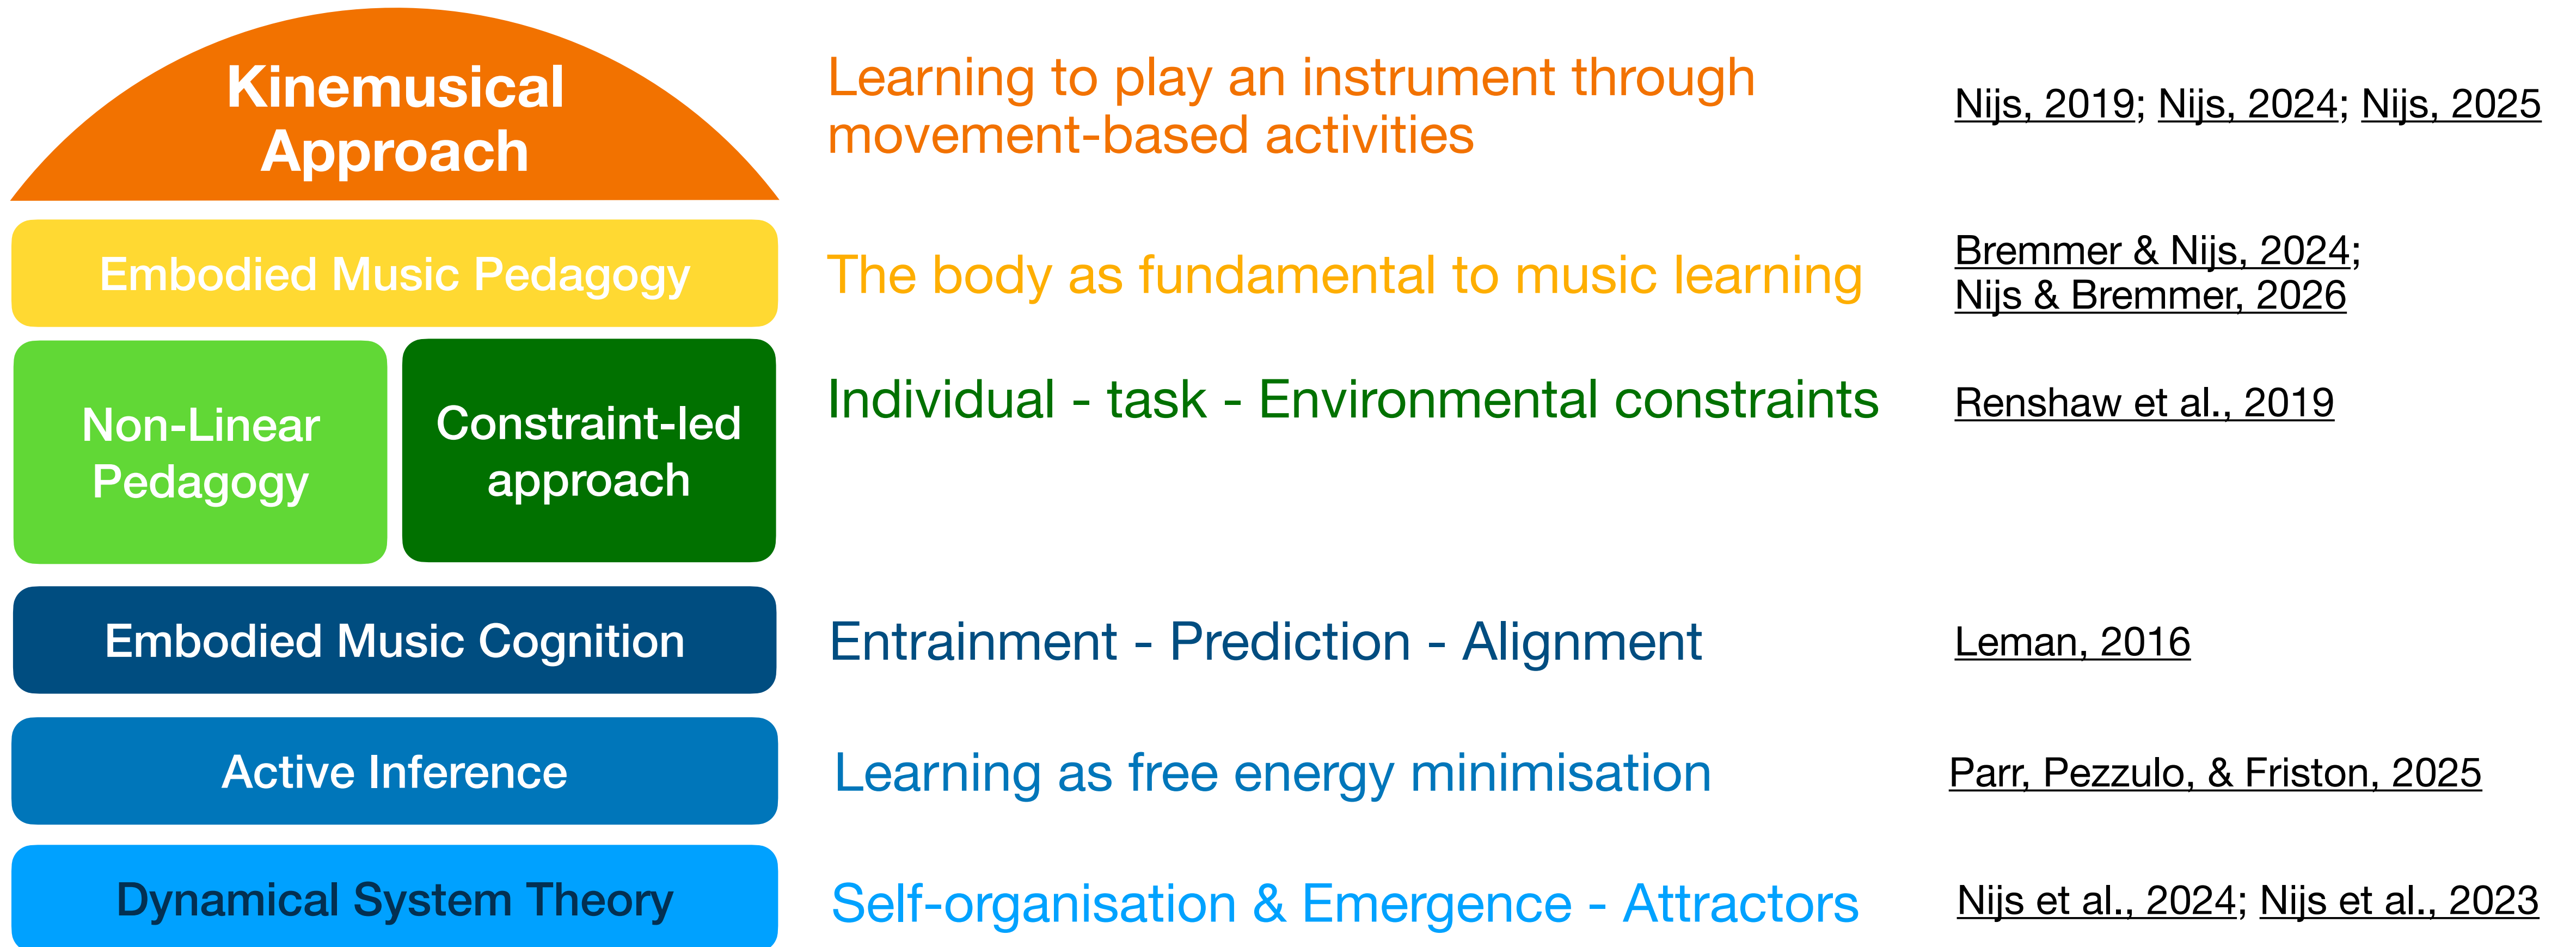 Kinemusical
Approach
Learning to play an instrument through
movement-based activities
Nijs, 2019; Nijs, 2024; Nijs, 2025
Embodied Music Pedagogy
The body as fundamental to music learning
Bremmer & Nijs, 2024;
Nijs & Bremmer, 2026
Non-Linear
Pedagogy
Constraint-led
approach
Individual - task - Environmental constraints
Renshaw et al., 2019
Embodied Music Cognition
Entrainment - Prediction - Alignment
Leman, 2016
Active Inference
Learning as free energy minimisation
Parr, Pezzulo, & Friston, 2025
Dynamical System Theory
Self-organisation & Emergence - Attractors
Nijs et al., 2024; Nijs et al., 2023